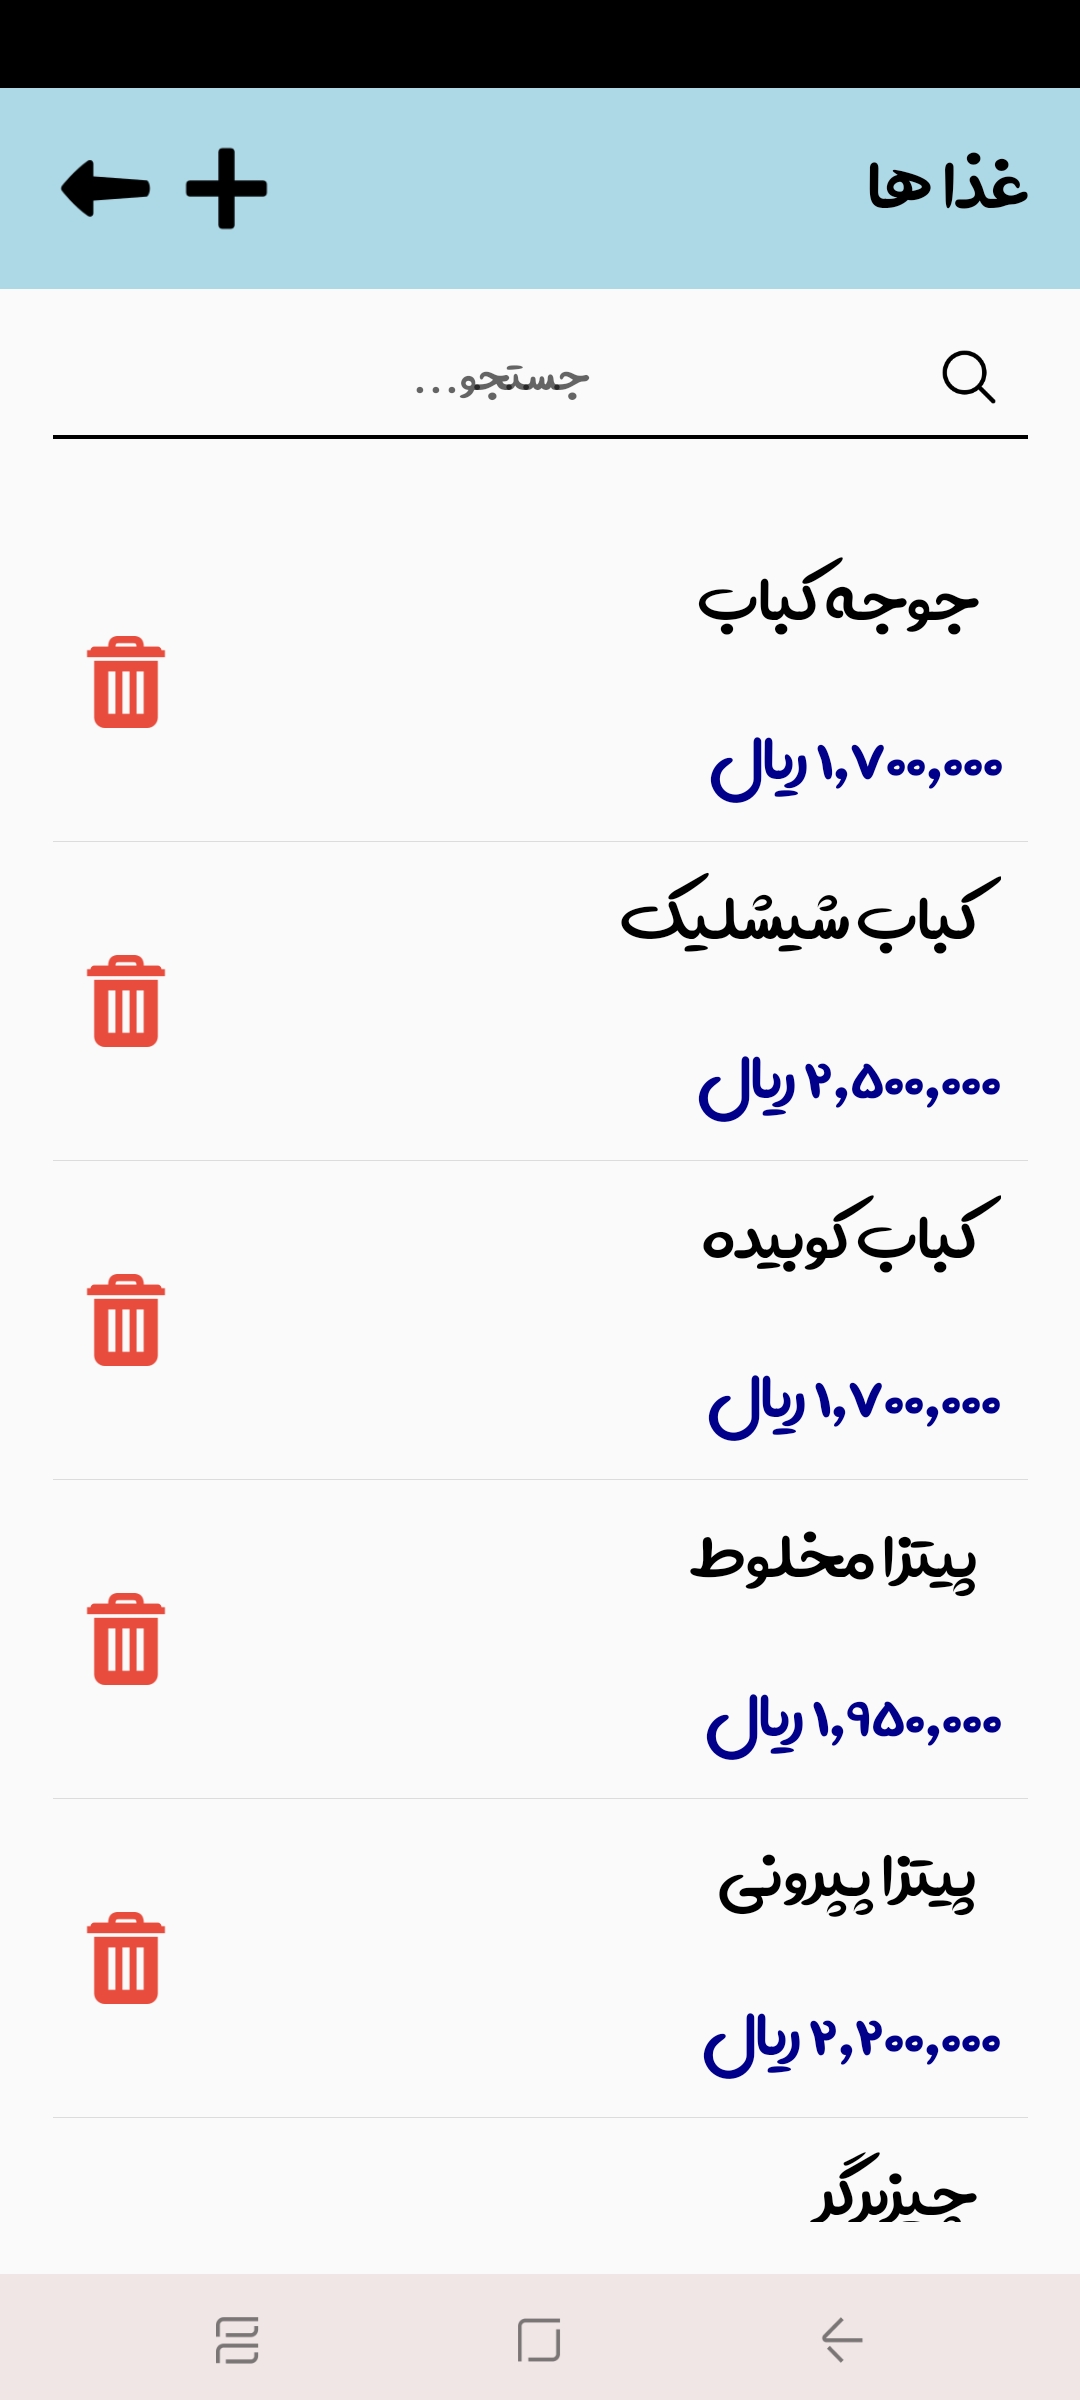 غذا ها
جستجو...
جوجه کباب
۱,۷۰۰,۰۰۰ ریال
کباب شیشلیک
۲,۵۰۰,۰۰۰ ریال
کباب کوبیده
۱,۷۰۰,۰۰۰ ریال
پیتزا مخلوط
۱,۹۵۰,۰۰۰ ریال
پیتزا پپرونی
۲,۲۰۰,۰۰۰ ریال
چیزبرگر